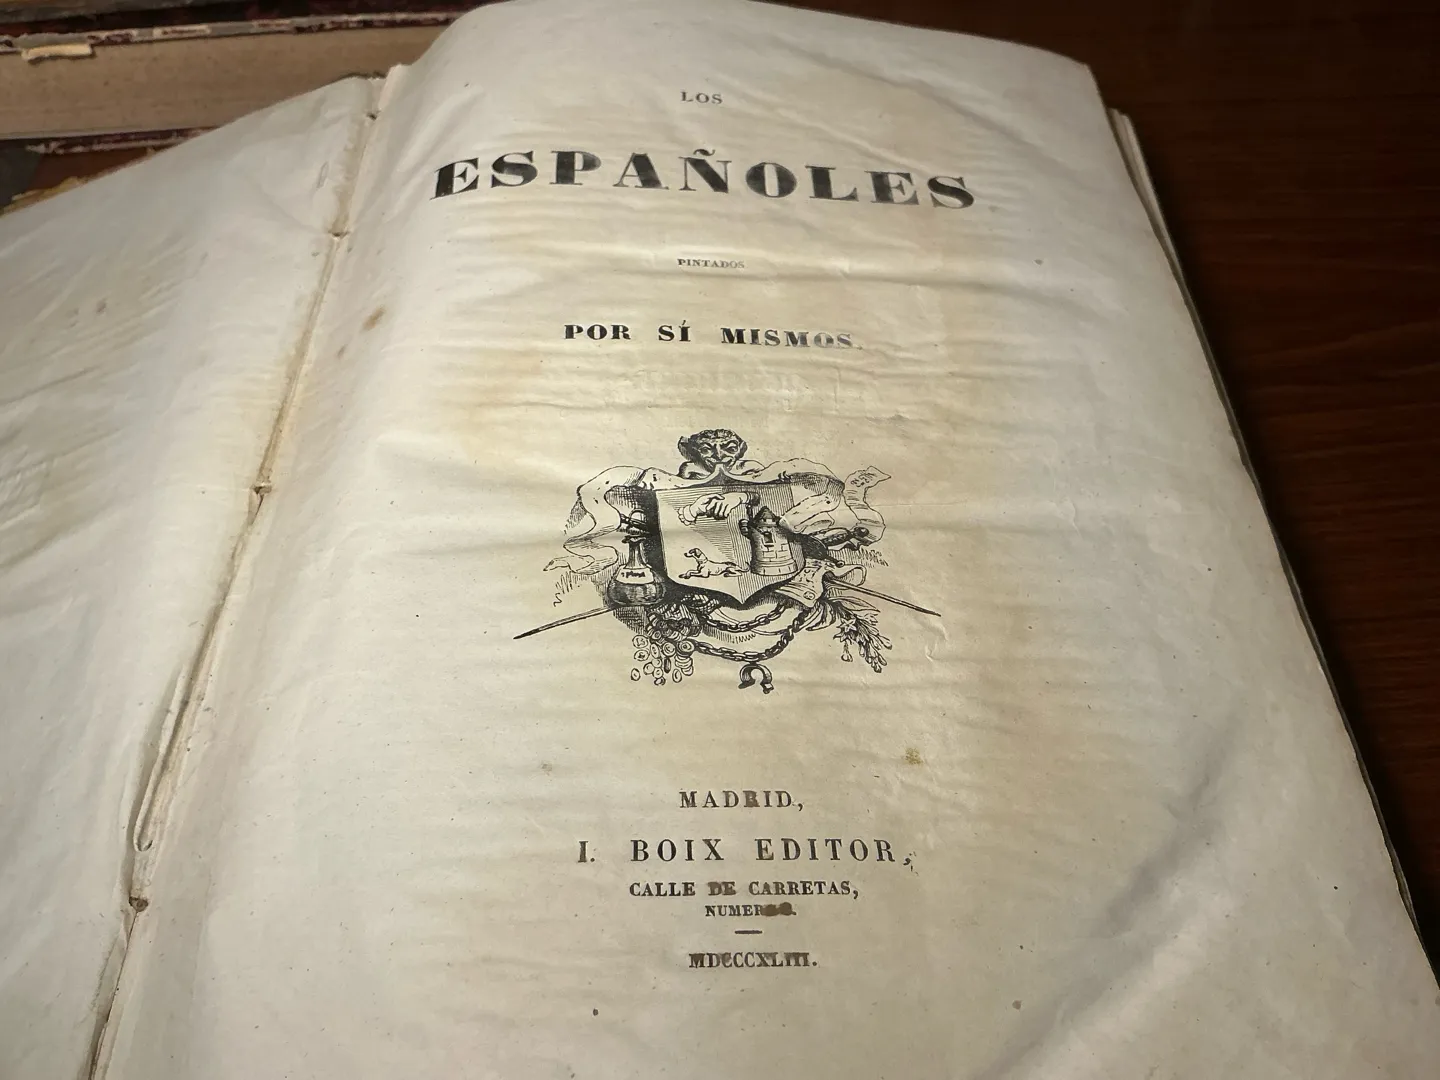 LOS
ESPAÑOLES
PINTADOS
POR SÍ MISMOS.
MADRID,
I. BOIX EDITOR,
CALLE DE CARRETAS,
MDCCCXLIII.